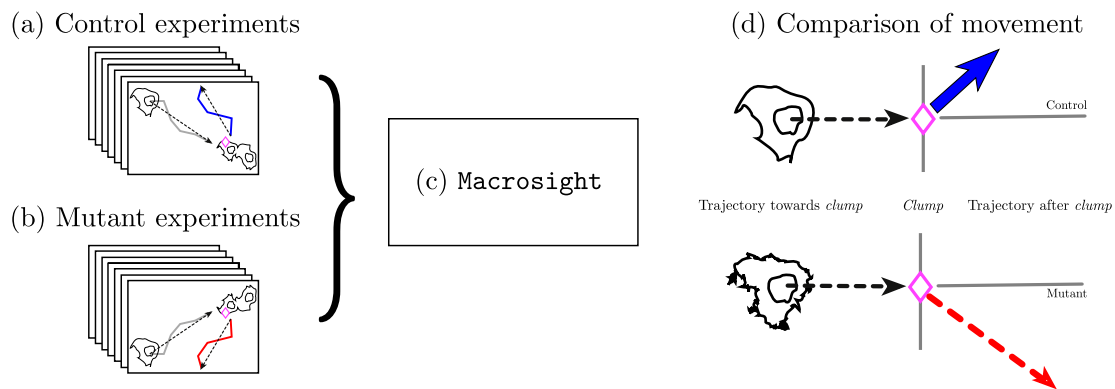 (a) Control experiments
(b) Mutant experiments
(c) Macrosight
(d) Comparison of movement
Control
Trajectory towards clump
Clump
Trajectory after clump
Mutant